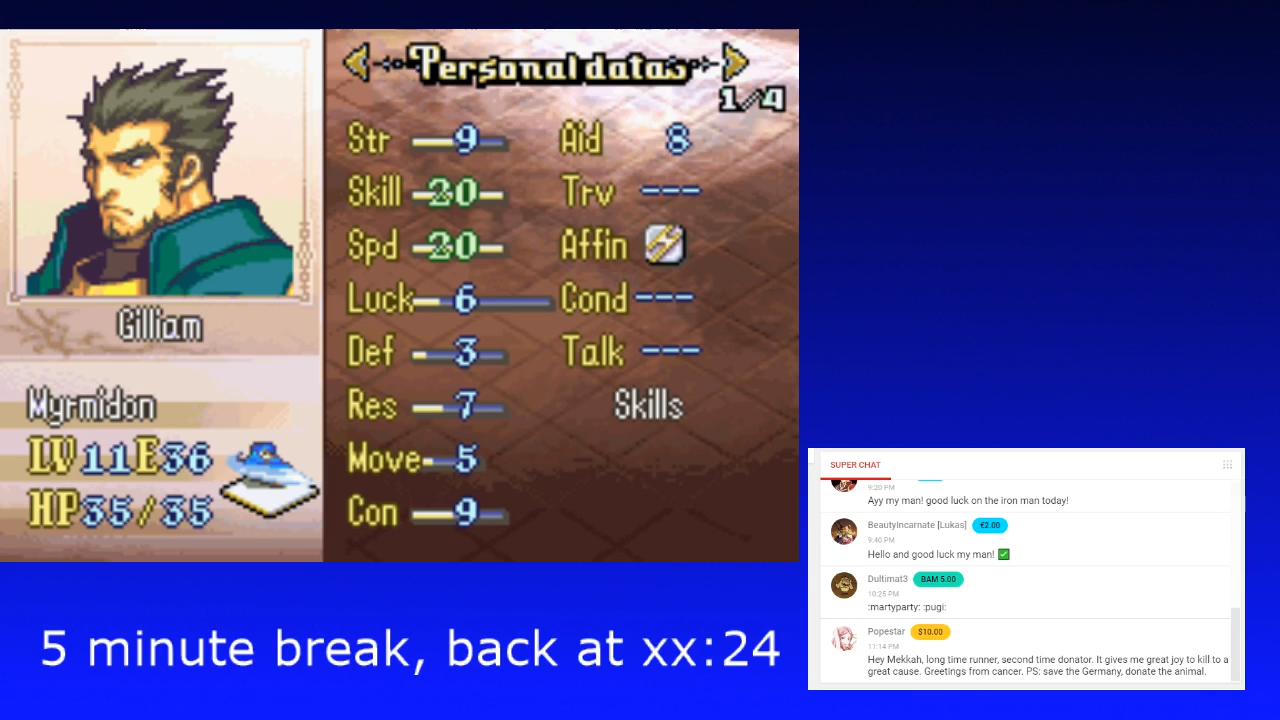 Personal data
1/4
Str 9 Aid 8
Skill 20 Trv ---
Spd 20 Affin
Luck 6 Cond ---
Def 3 Talk ---
Res 7 Skills
Move 5
Con 9
Gilliam
Myrmidon
LV 11 E 36
HP 35/35
5 minute break, back at xx:24
SUPER CHAT
9:20 PM
Ayy my man! good luck on the iron man today!
BeautyIncarnate [Lukas] €2.00
9:40 PM
Hello and good luck my man! ✅
Dultimat3 BAM 5.00
10:25 PM
:martyparty: :pugi:
Popestar $10.00
11:14 PM
Hey Mekkah, long time runner, second time donator. It gives me great joy to kill to a
great cause. Greetings from cancer. PS: save the Germany, donate the animal.